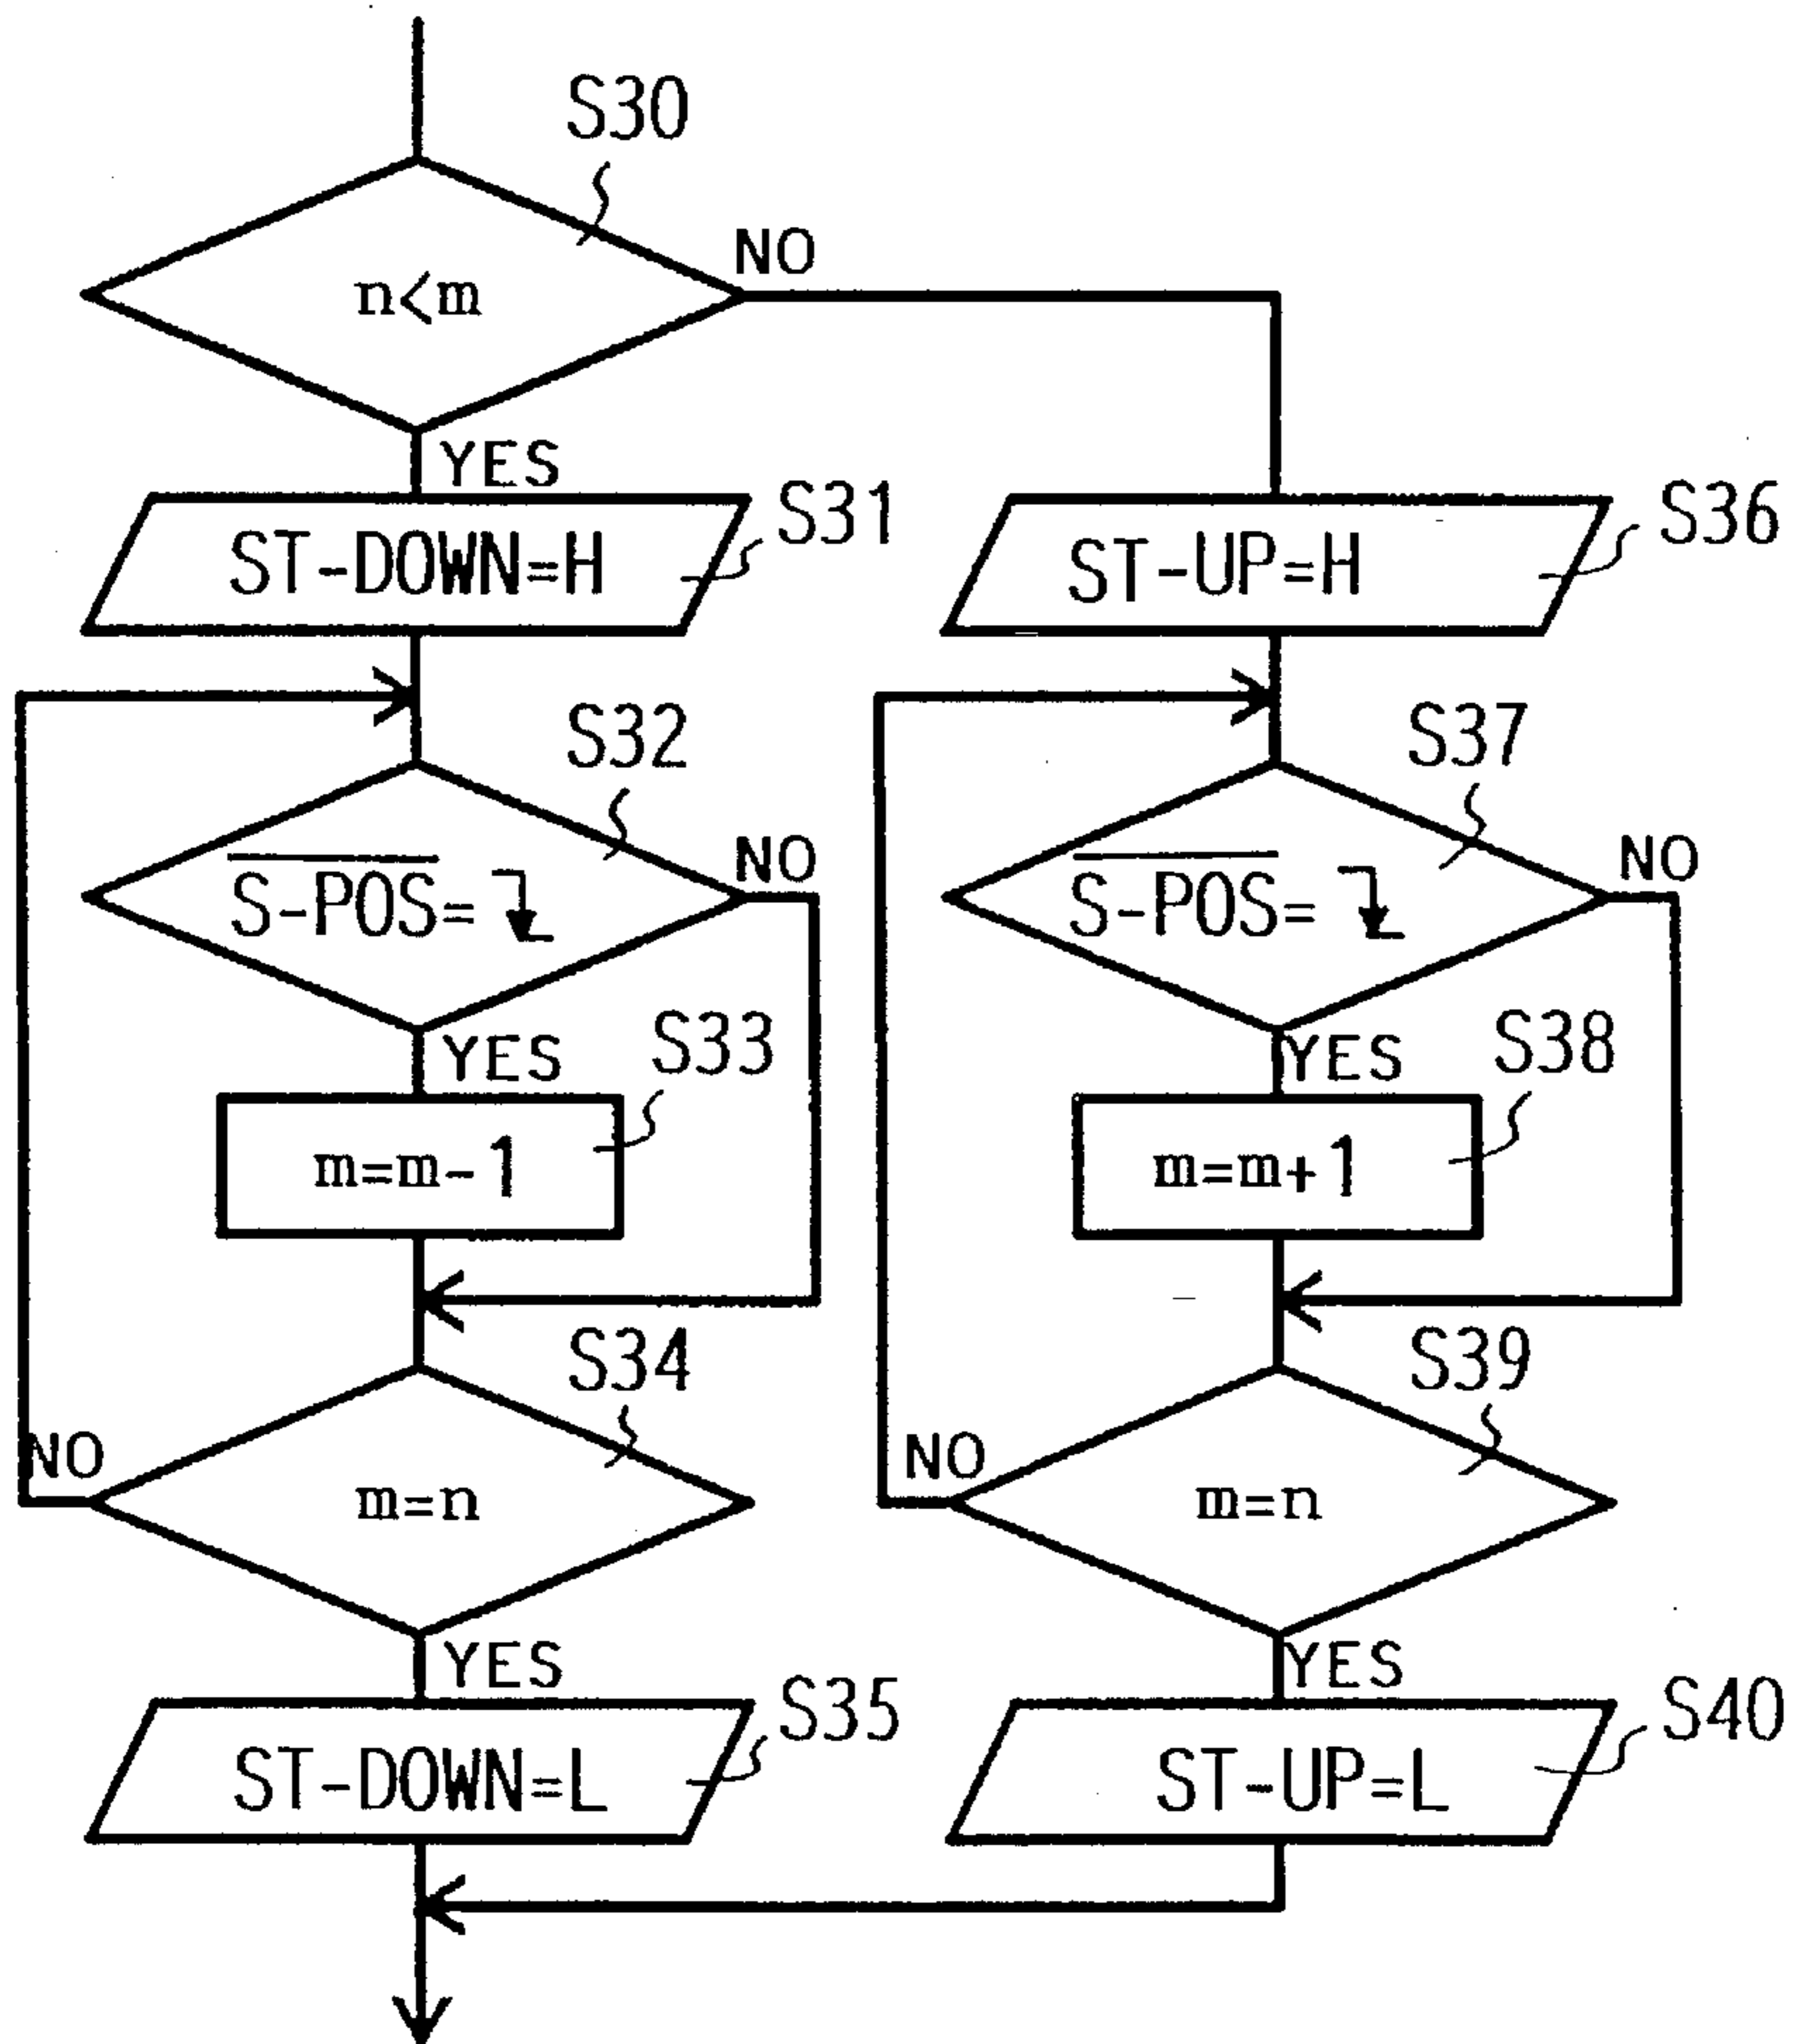 S30
n<m
NO
YES
ST-DOWN=H
S31
ST-UP=H
S36
S32
S-POS=
NO
S37
S-POS=
NO
YES
S33
m=m-1
YES
S38
m=m+1
S34
NO
m=n
S39
NO
m=n
YES
S35
ST-DOWN=L
YES
S40
ST-UP=L